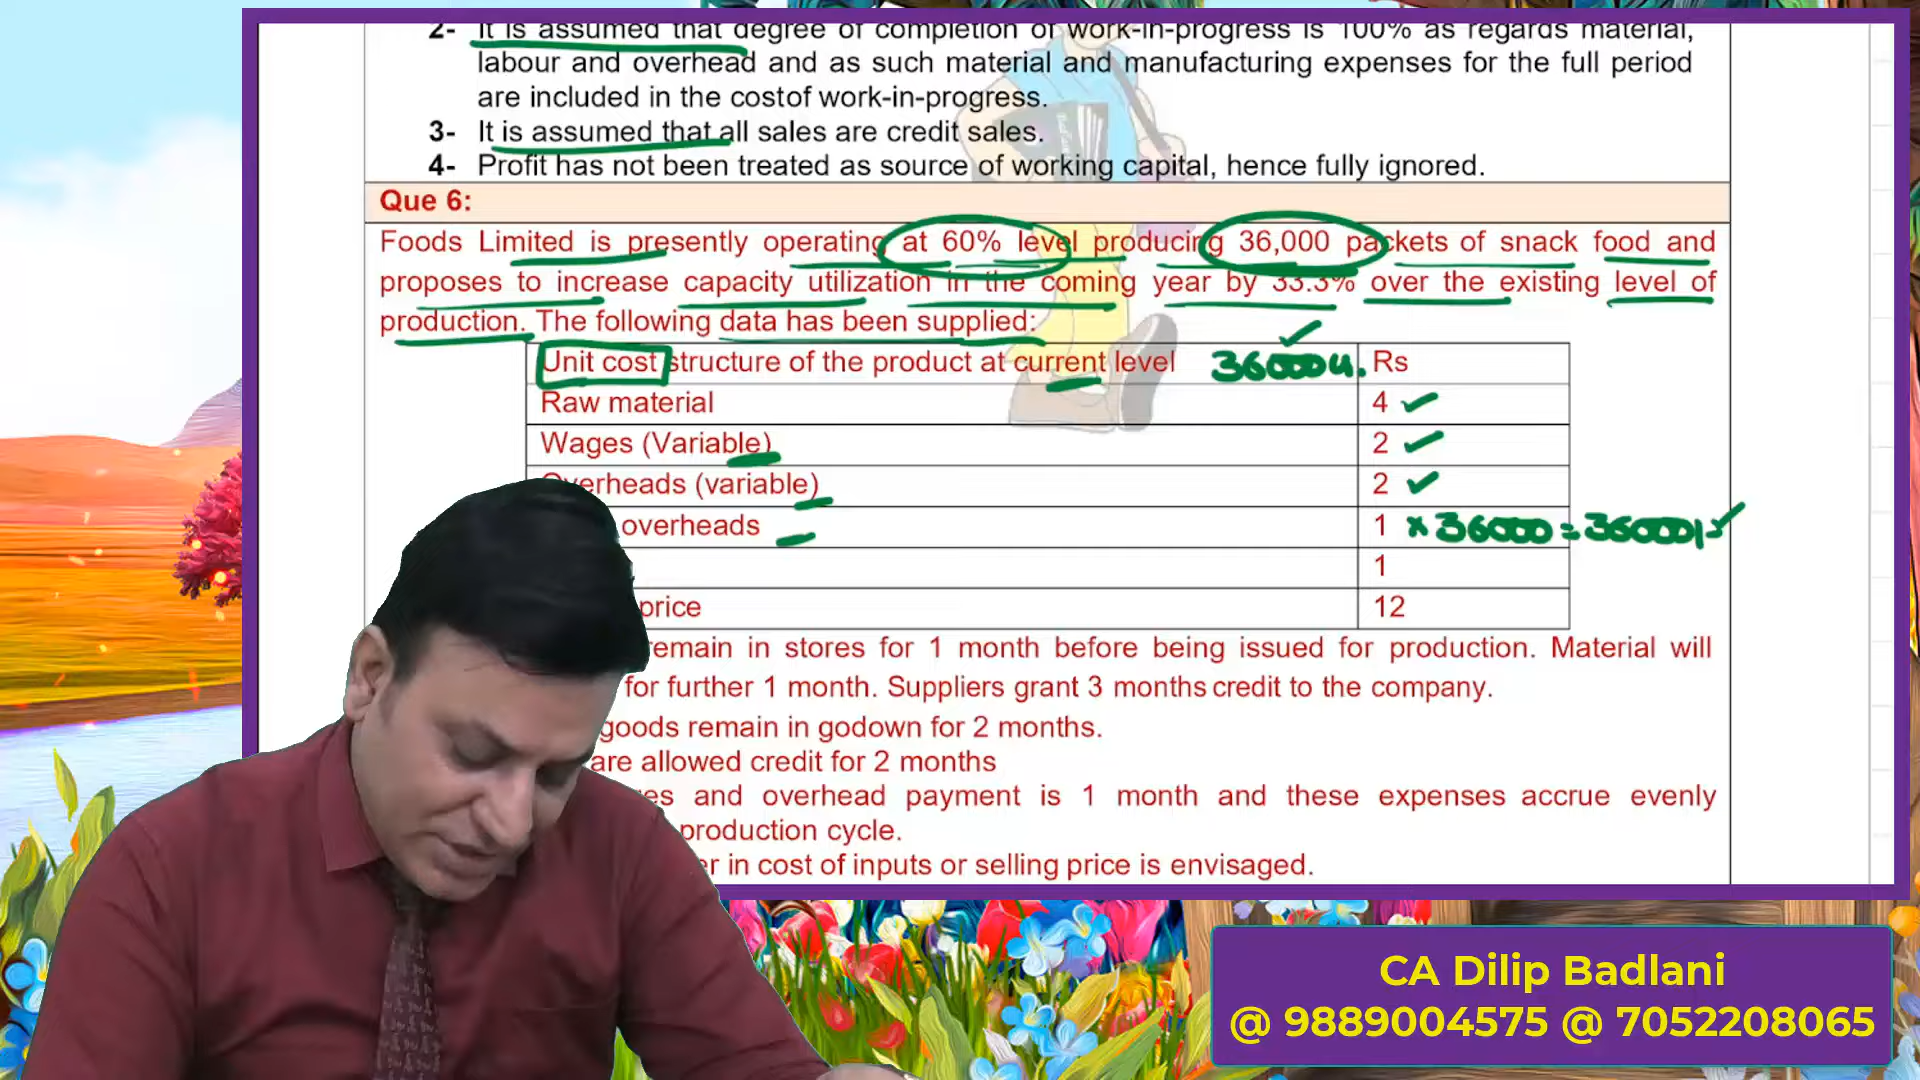 2- It is assumed that degree of completion of work-in-progress is 100% as regards material,
labour and overhead and as such material and manufacturing expenses for the full period
are included in the costof work-in-progress.
3- It is assumed that all sales are credit sales.
4- Profit has not been treated as source of working capital, hence fully ignored.
Que 6:
Foods Limited is presently operating at 60% level producing 36,000 packets of snack food and
proposes to increase capacity utilization in the coming year by 33.3% over the existing level of
production. The following data has been supplied:
Unit cost structure of the product at current level 36000u. Rs
Raw material 4
Wages (Variable) 2
Overheads (variable) 2
overheads 1 × 36000 = 36000/-
1
price 12
remain in stores for 1 month before being issued for production. Material will
for further 1 month. Suppliers grant 3 months credit to the company.
goods remain in godown for 2 months.
are allowed credit for 2 months
and overhead payment is 1 month and these expenses accrue evenly
production cycle.
in cost of inputs or selling price is envisaged.
CA Dilip Badlani
@ 9889004575 @ 7052208065